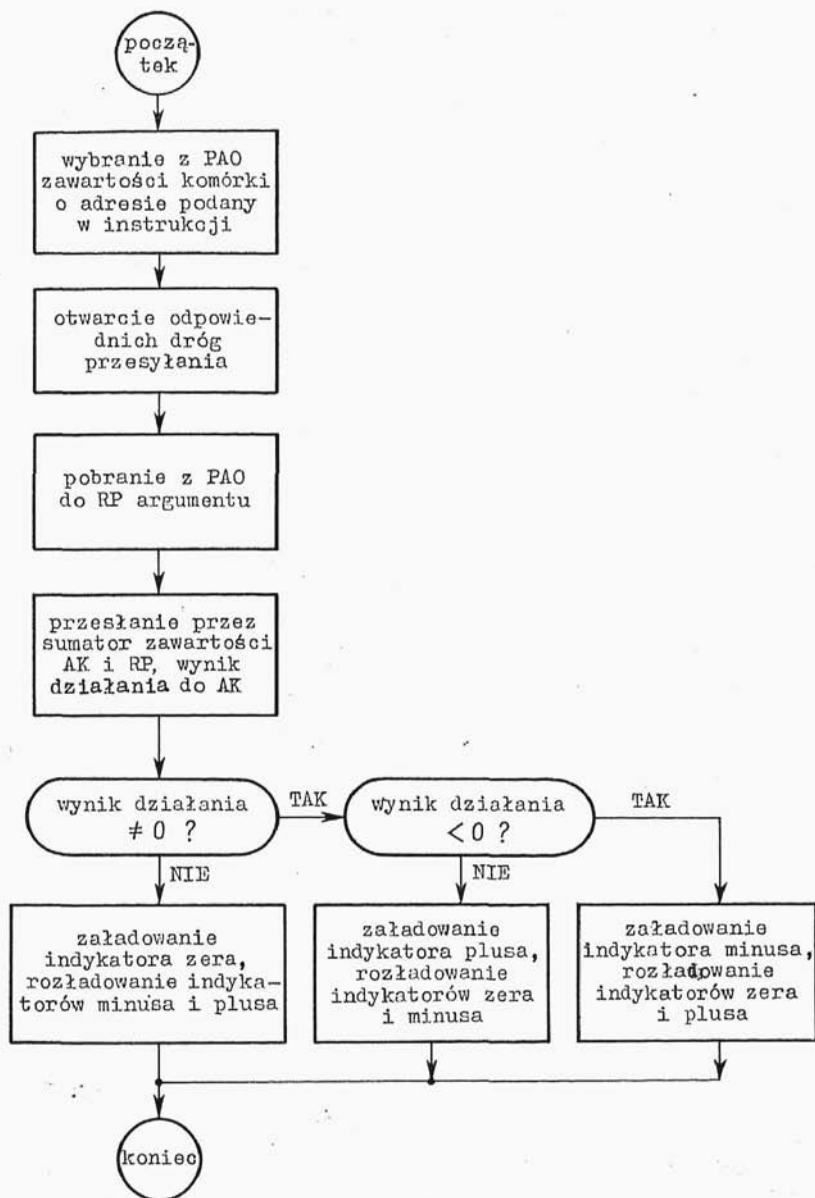 począ-
tek
wybranie z PAO
zawartości komórki
o adresie podany
w instrukcji
otwarcie odpowie-
dnich dróg
przesyłania
pobranie z PAO
do RP argumentu
przesłanie przez
sumator zawartości
AK i RP, wynik
działania do AK
wynik działania
≠ 0 ?
TAK
wynik działania
< 0 ?
TAK
NIE
NIE
załadowanie
indykatora zera,
rozładowanie indyka-
torów minusa i plusa
załadowanie
indykatora plusa,
rozładowanie
indykatorów zera
i minusa
załadowanie
indykatora minusa,
rozładowanie
indykatorów zera
i plusa
koniec